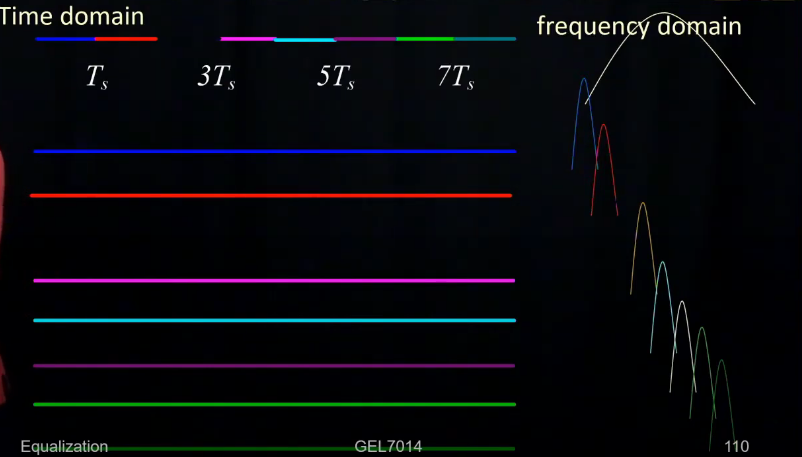 Time domain
frequency domain
Ts 3Ts 5Ts 7Ts
Equalization GEL7014 110